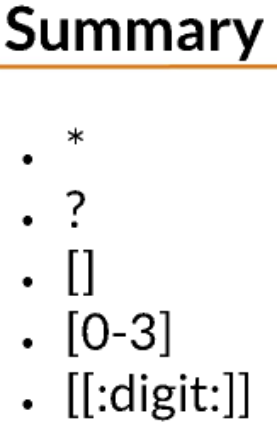 Summary
• *
• ?
• []
• [0-3]
• [[:digit:]]